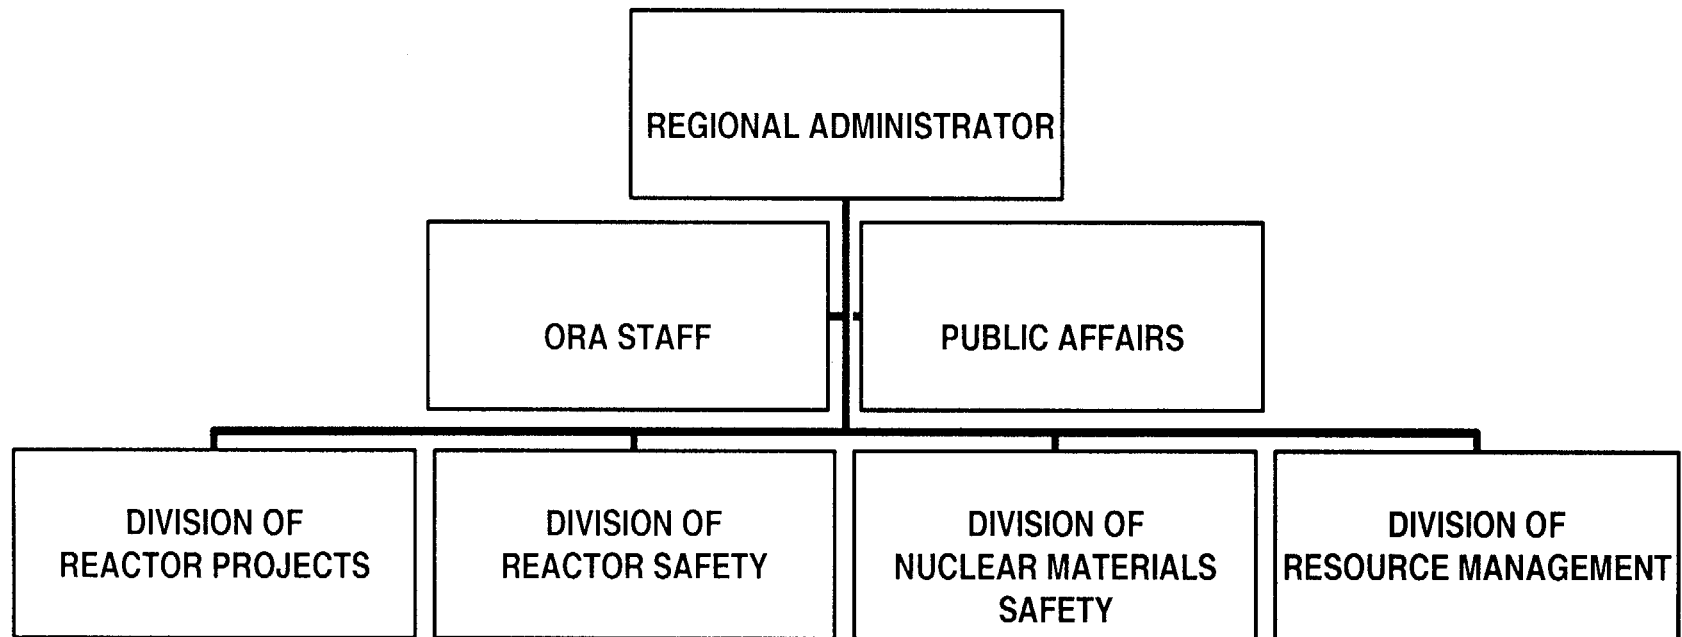 REGIONAL ADMINISTRATOR
ORA STAFF
PUBLIC AFFAIRS
DIVISION OF
REACTOR PROJECTS
DIVISION OF
REACTOR SAFETY
DIVISION OF
NUCLEAR MATERIALS
SAFETY
DIVISION OF
RESOURCE MANAGEMENT